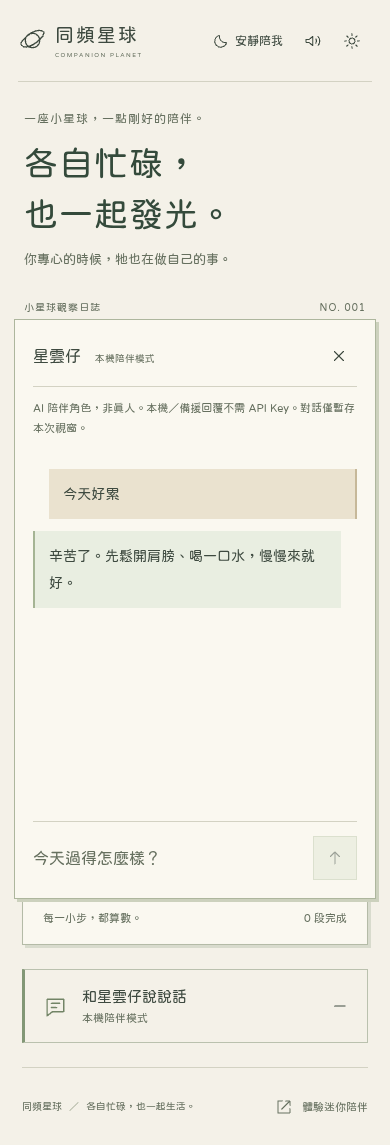 同頻星球
COMPANION PLANET
安靜陪我
一座小星球，一點剛好的陪伴。
各自忙碌，
也一起發光。
你專心的時候，牠也在做自己的事。
小星球觀察日誌
NO. 001
星雲仔 本機陪伴模式
AI 陪伴角色，非真人。本機／備援回覆不需 API Key。對話僅暫存
本次視窗。
今天好累
辛苦了。先鬆開肩膀、喝一口水，慢慢來就
好。
今天過得怎麼樣？
每一小步，都算數。
0 段完成
和星雲仔說說話
本機陪伴模式
同頻星球 ／ 各自忙碌，也一起生活。
體驗迷你陪伴